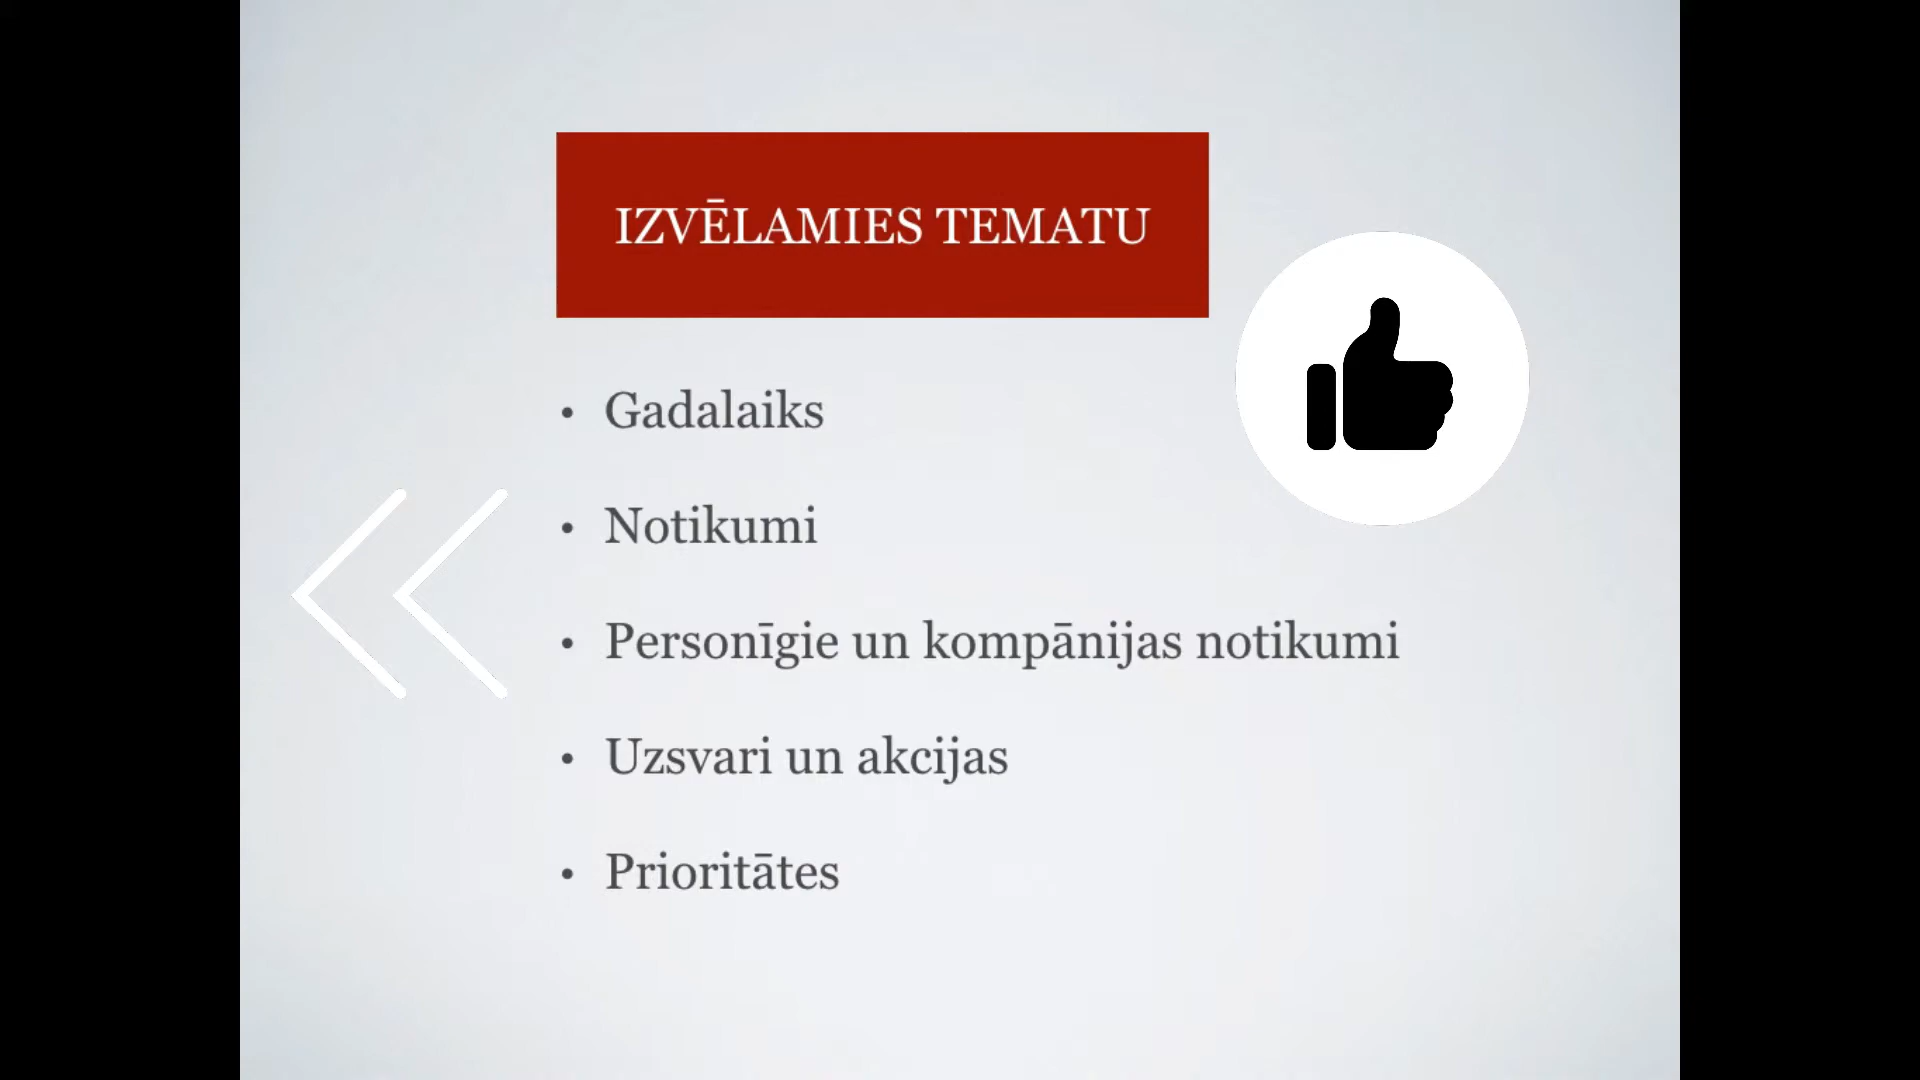 IZVĒLAMIES TEMATU
• Gadalaiks
• Notikumi
• Personīgie un kompānijas notikumi
• Uzsvari un akcijas
• Prioritātes